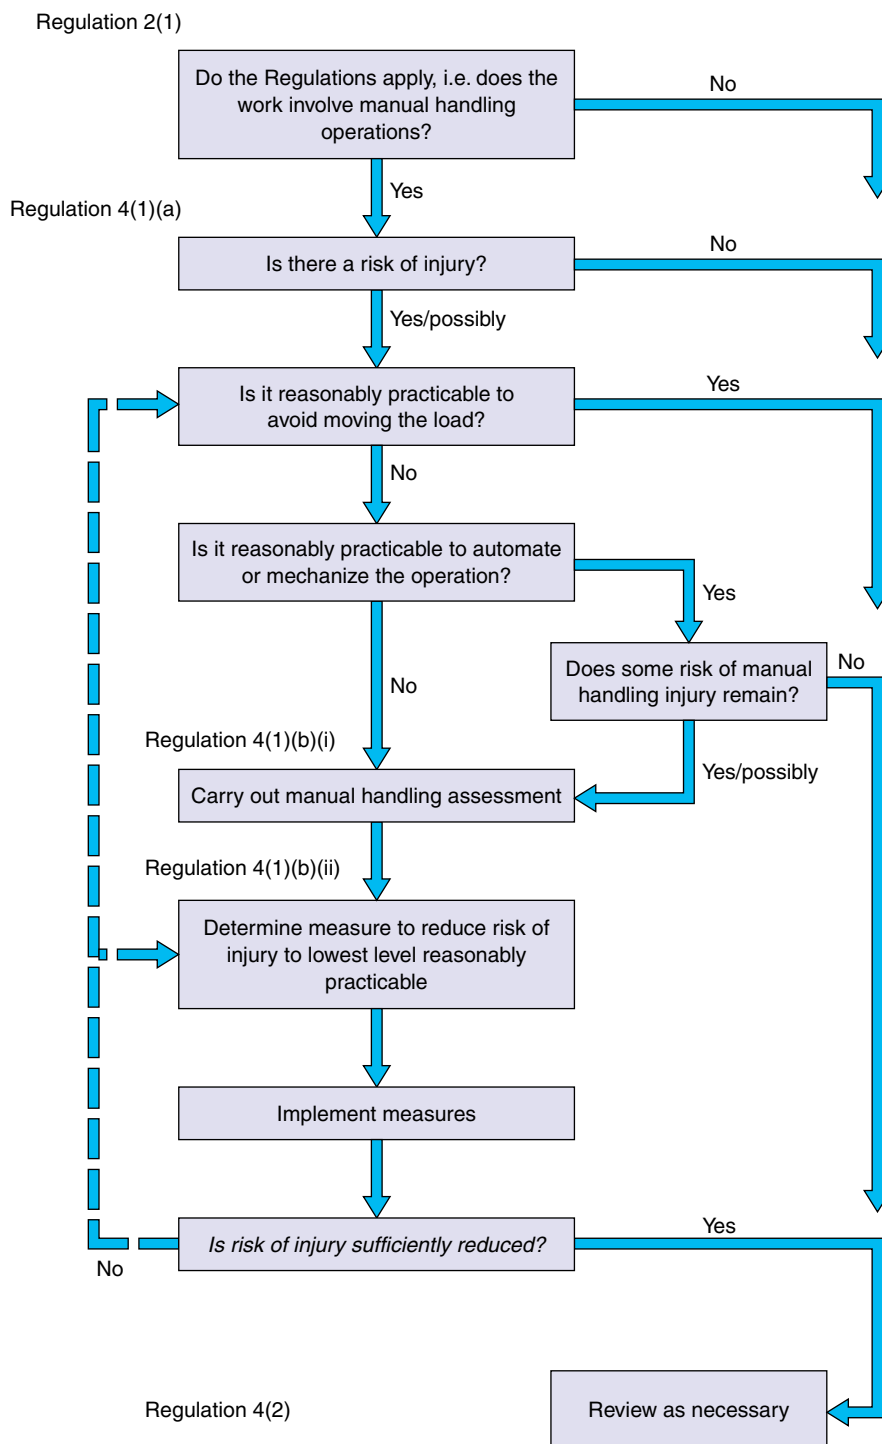 Regulation 2(1)
Do the Regulations apply, i.e. does the
work involve manual handling
operations?
No
Yes
Regulation 4(1)(a)
Is there a risk of injury?
No
Yes/possibly
Is it reasonably practicable to
avoid moving the load?
Yes
No
Is it reasonably practicable to automate
or mechanize the operation?
Yes
Does some risk of manual
handling injury remain?
No
No
Regulation 4(1)(b)(i)
Yes/possibly
Carry out manual handling assessment
Regulation 4(1)(b)(ii)
Determine measure to reduce risk of
injury to lowest level reasonably
practicable
Implement measures
Is risk of injury sufficiently reduced?
Yes
No
Regulation 4(2)
Review as necessary